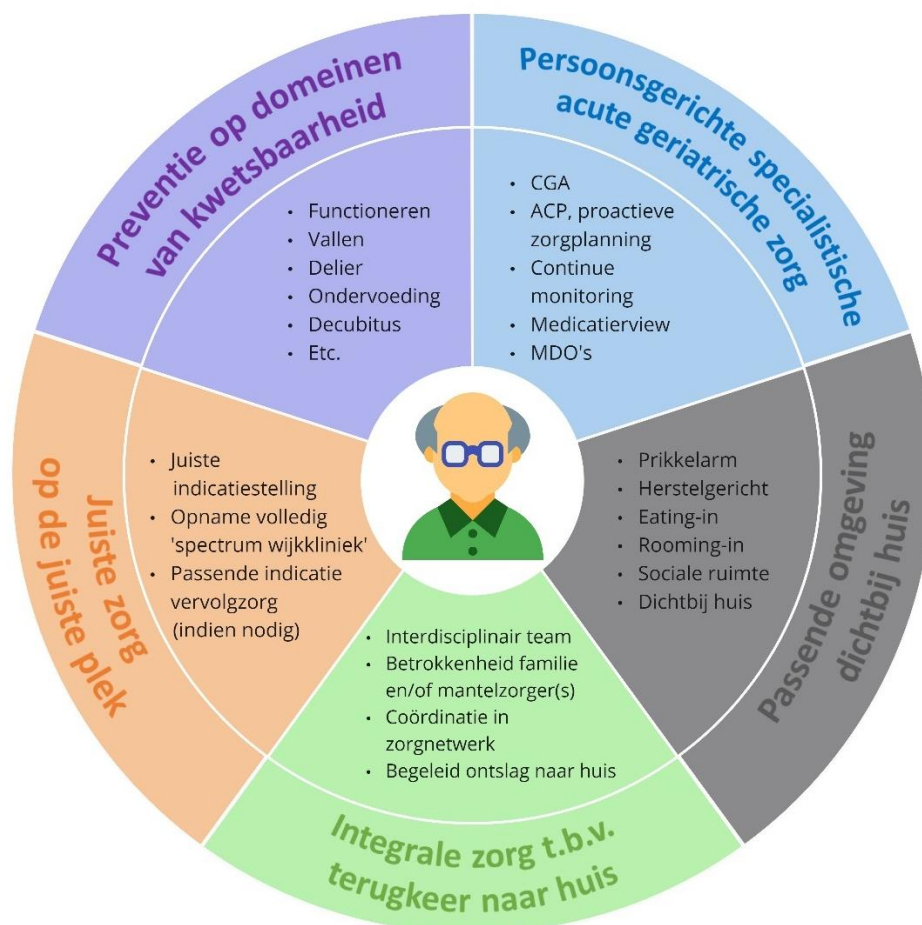 Preventie op domeinen
van kwetsbaarheid
• Functioneren
• Vallen
• Delier
• Ondervoeding
• Decubitus
• Etc.
Persoonsgerichte specialistische
acute geriatrische zorg
• CGA
• ACP, proactieve
zorgplanning
• Continue
monitoring
• Medicatierview
• MDO's
Passende omgeving
dichtbij huis
• Prikkelarm
• Herstelgericht
• Eating-in
• Rooming-in
• Sociale ruimte
• Dichtbij huis
Integrale zorg t.b.v.
terugkeer naar huis
• Interdisciplinair team
• Betrokkenheid familie
en/of mantelzorger(s)
• Coördinatie in
zorgnetwerk
• Begeleid ontslag naar huis
Juiste zorg
op de juiste plek
• Juiste
indicatiestelling
• Opname volledig
'spectrum wijkkliniek'
• Passende indicatie
vervolgzorg
(indien nodig)